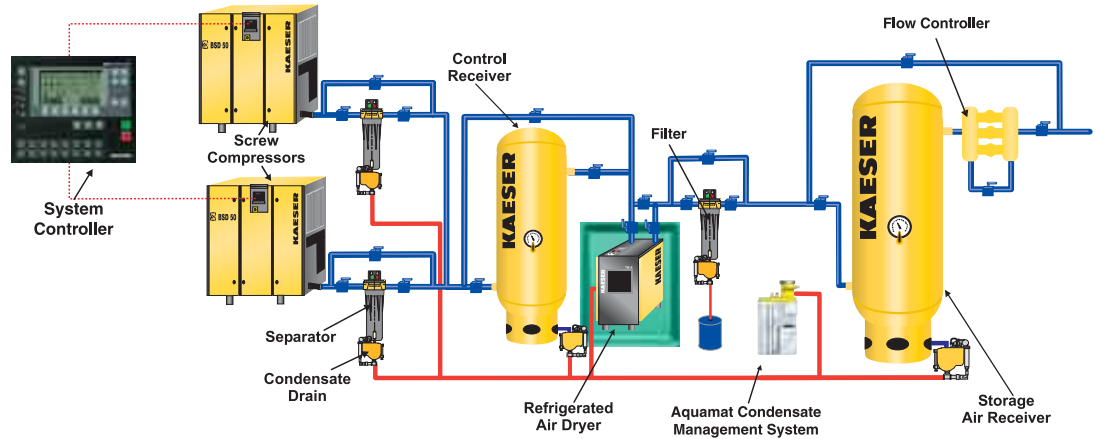 BSD 50
KAESER
Screw
Compressors
System
Controller
BSD 50
KAESER
Separator
Condensate
Drain
Control
Receiver
KAESER
KAESER
KAESER
Refrigerated
Air Dryer
Filter
Aquamat Condensate
Management System
KAESER
Flow Controller
Storage
Air Receiver